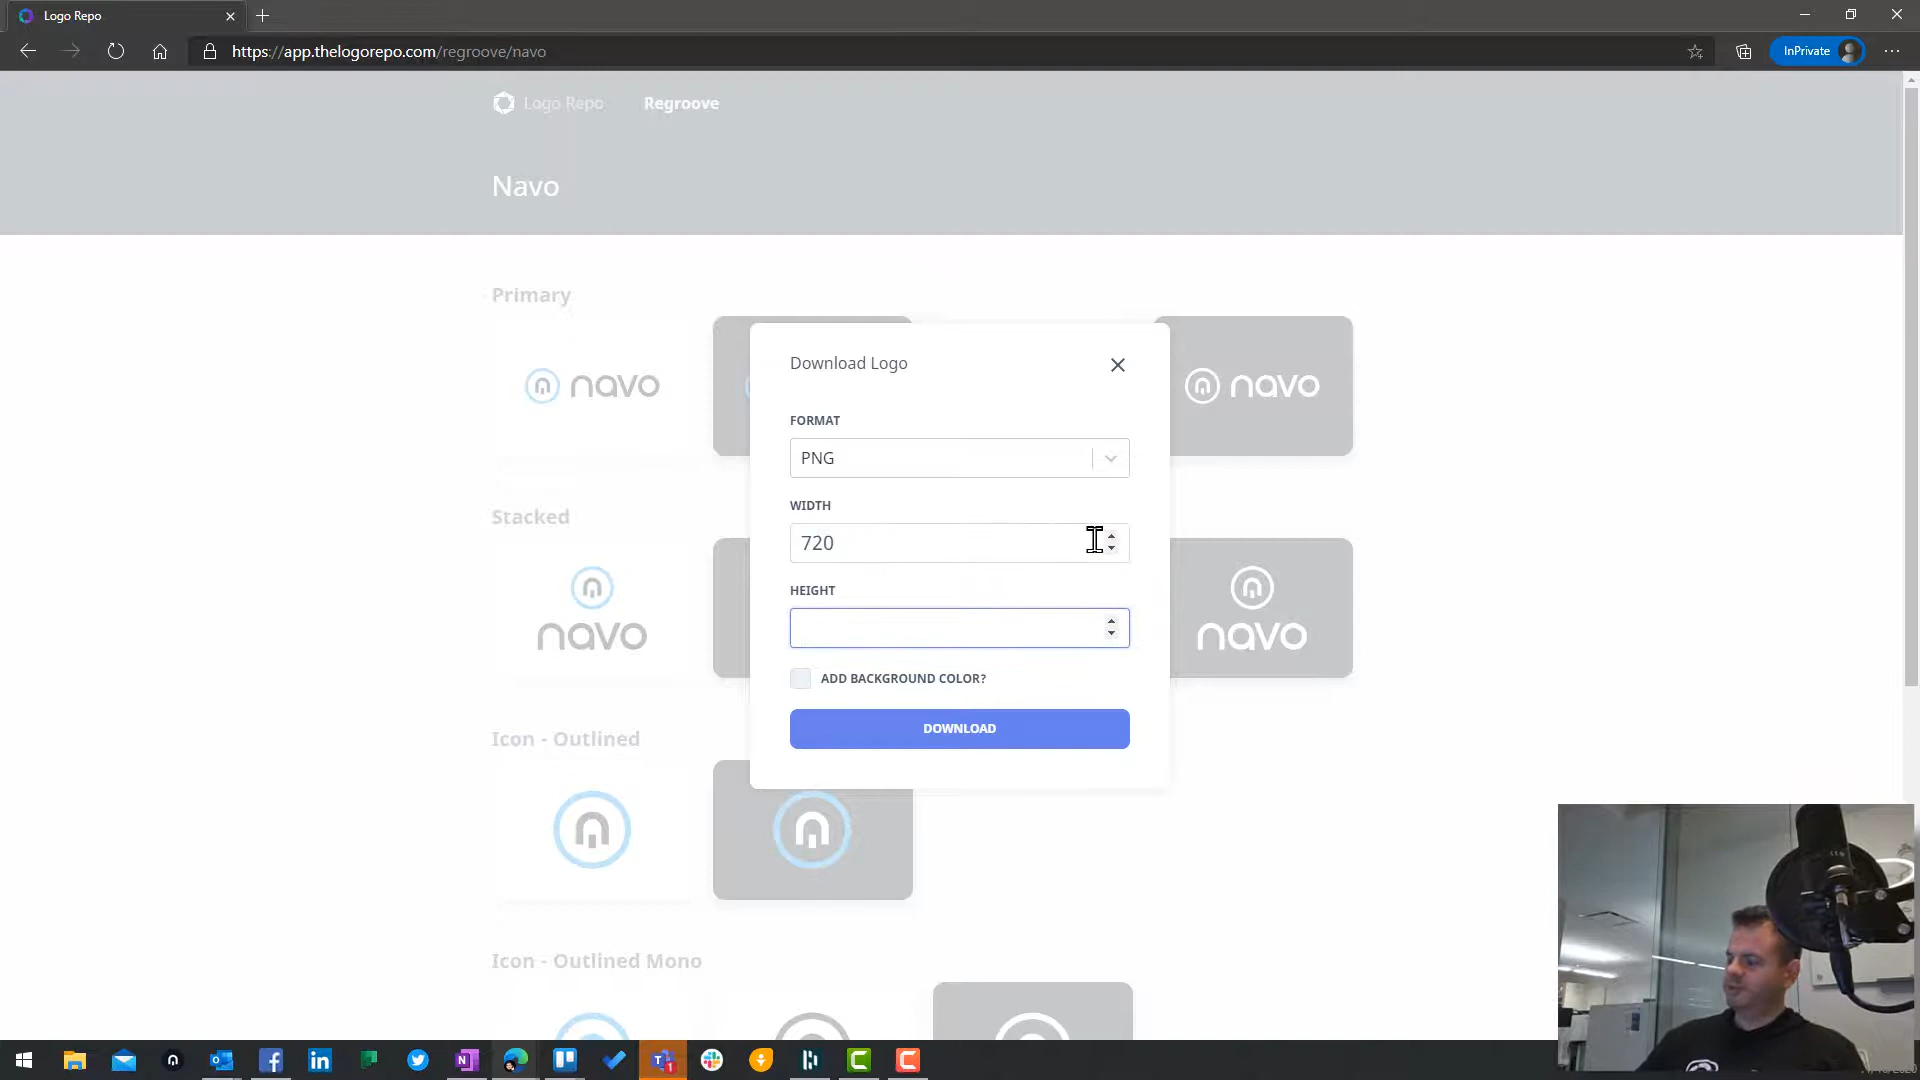 Logo Repo
https://app.thelogorepo.com/regroove/navo
InPrivate
Logo Repo
Regroove
Navo
Primary
navo
navo
Download Logo
FORMAT
PNG
WIDTH
720
HEIGHT
ADD BACKGROUND COLOR?
DOWNLOAD
Stacked
navo
navo
Icon - Outlined
Icon - Outlined Mono